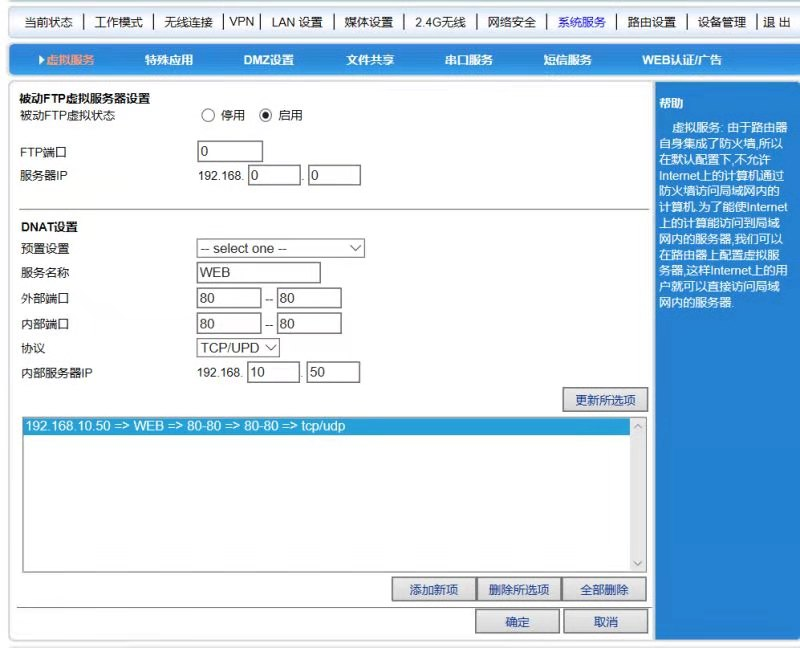 当前状态 工作模式 无线连接 VPN LAN 设置 媒体设置 2.4G无线 网络安全 系统服务 路由设置 设备管理 退 出
虚拟服务 特殊应用 DMZ设置 文件共享 串口服务 短信服务 WEB认证/广告
被动FTP虚拟服务器设置
被动FTP虚拟状态 停用 启用
FTP端口 0
服务器IP 192.168. 0 . 0
DNAT设置
预置设置 -- select one --
服务名称 WEB
外部端口 80 -- 80
内部端口 80 -- 80
协议 TCP/UPD
内部服务器IP 192.168. 10 . 50
更新所选项
192.168.10.50 => WEB => 80-80 => 80-80 => tcp/udp
添加新项 删除所选项 全部删除
确定 取消
帮助
虚拟服务: 由于路由器
自身集成了防火墙,所以
在默认配置下,不允许
Internet上的计算机通过
防火墙访问局域网内的
计算机.为了能使Internet
上的计算能访问到局域
网内的服务器,我们可以
在路由器上配置虚拟服
务器,这样Internet上的用
户就可以直接访问局域
网内的服务器.